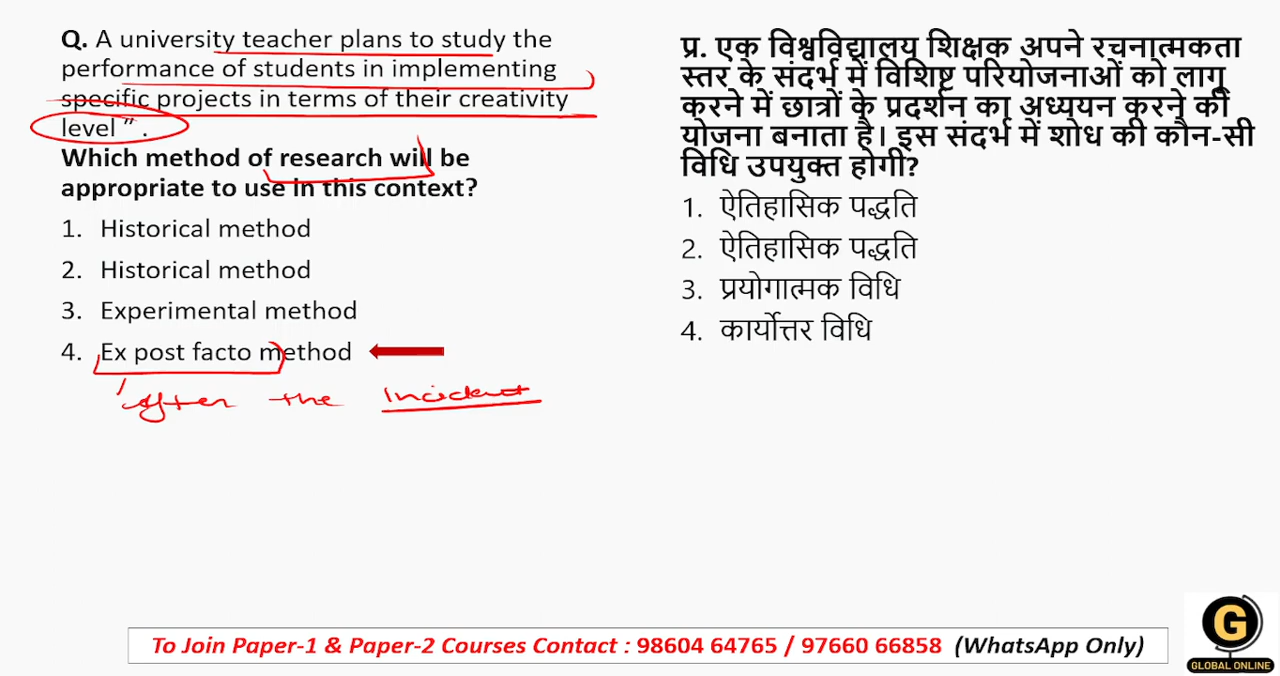 Q. A university teacher plans to study the
performance of students in implementing
specific projects in terms of their creativity
level" .
Which method of research will be
appropriate to use in this context?
1. Historical method
2. Historical method
3. Experimental method
4. Ex post facto method
After the Incident
प्र. एक विश्वविद्यालय शिक्षक अपने रचनात्मकता
स्तर के संदर्भ में विशिष्ट परियोजनाओं को लागू
करने में छात्रों के प्रदर्शन का अध्ययन करने की
योजना बनाता है। इस संदर्भ में शोध की कौन-सी
विधि उपयुक्त होगी?
1. ऐतिहासिक पद्धति
2. ऐतिहासिक पद्धति
3. प्रयोगात्मक विधि
4. कार्योत्तर विधि
To Join Paper-1 & Paper-2 Courses Contact : 98604 64765 / 97660 66858 (WhatsApp Only)
G
GLOBAL ONLINE